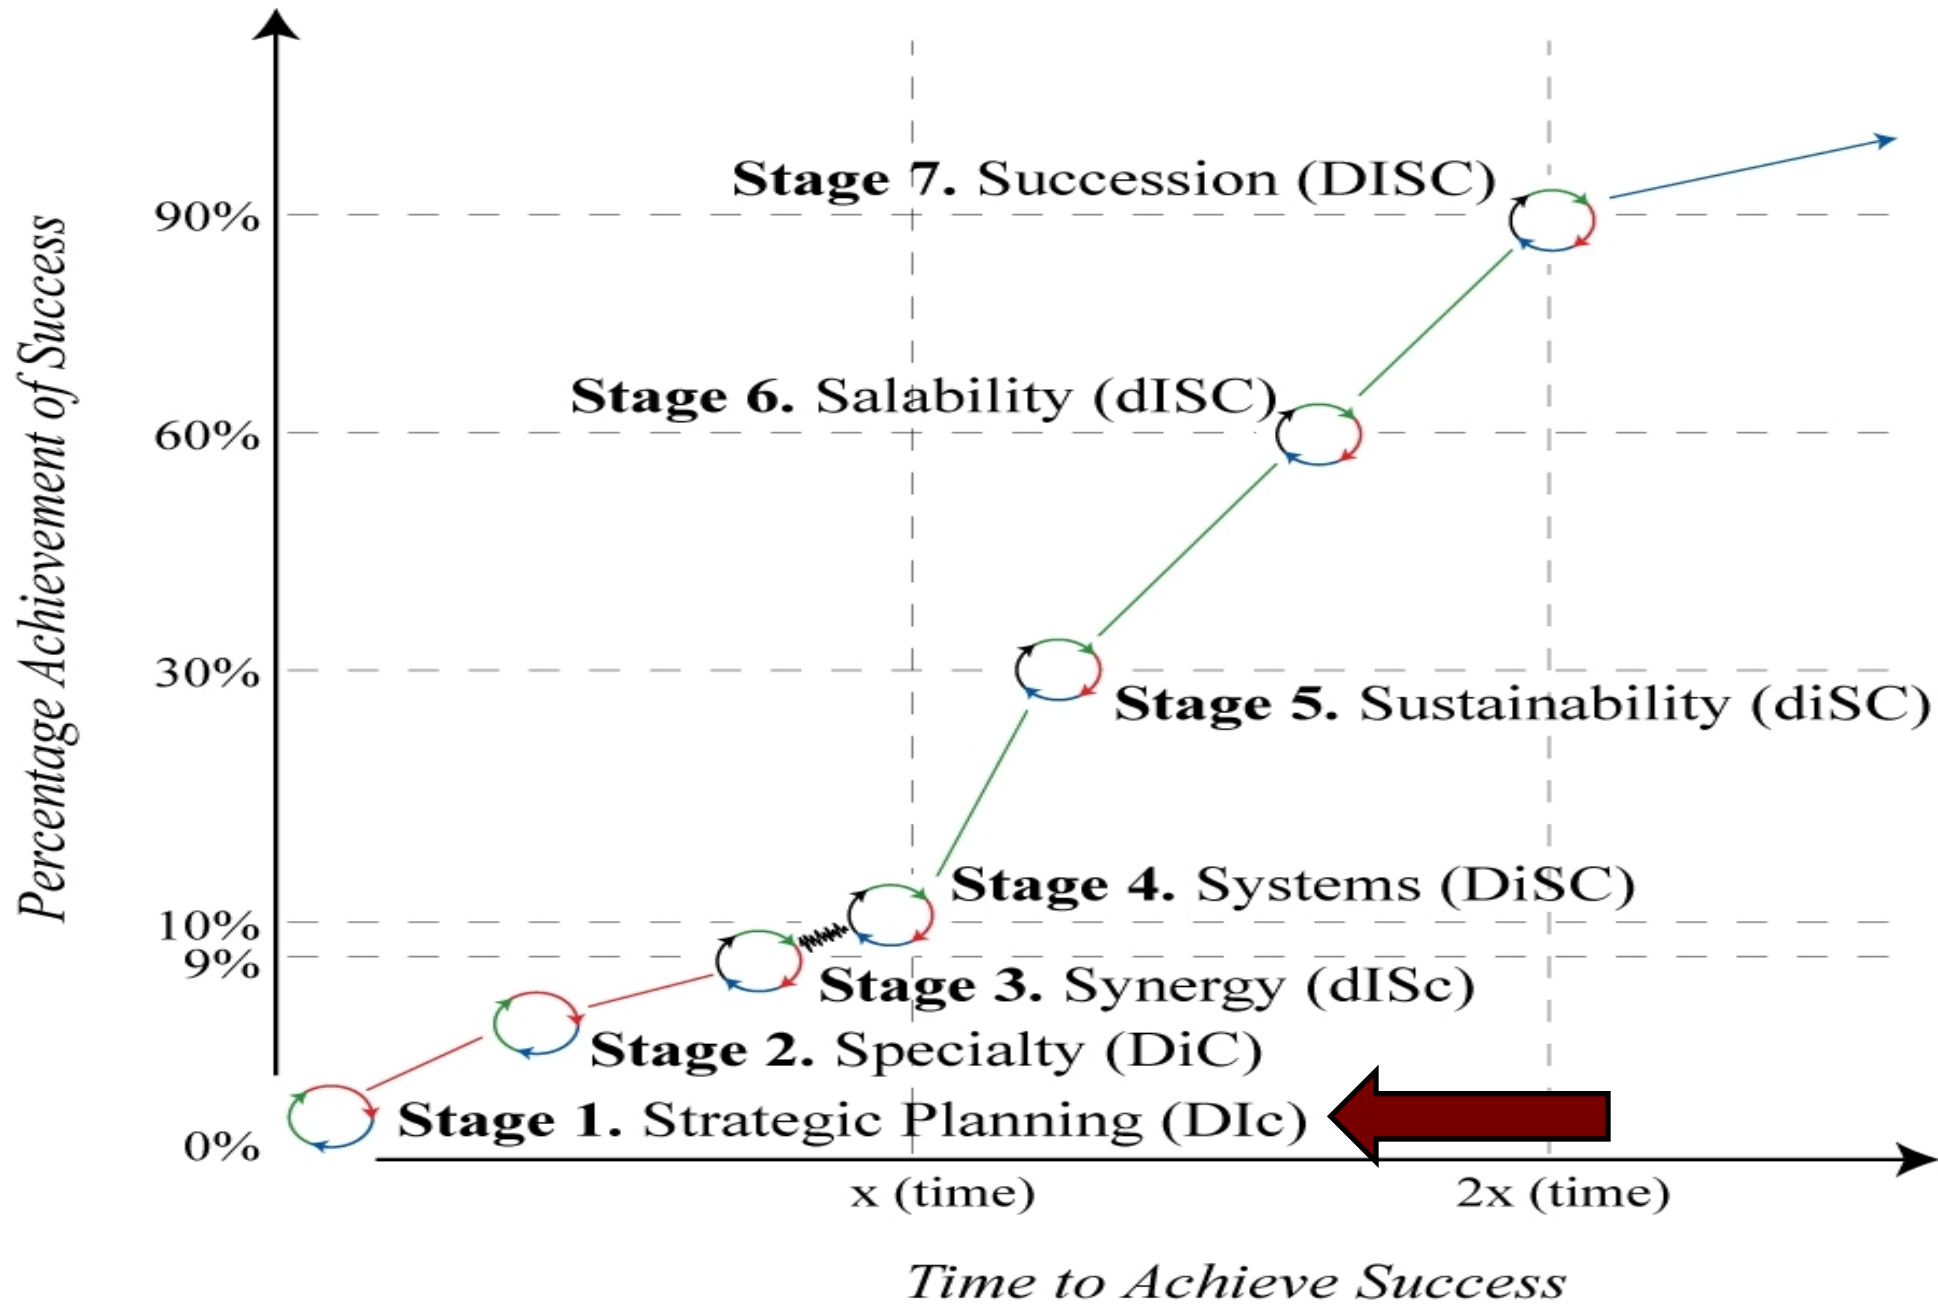 Stage 7. Succession (DISC)
90%
Stage 6. Salability (dISC)
60%
Percentage Achievement of Success
30%
Stage 5. Sustainability (diSC)
Stage 4. Systems (DiSC)
10%
9%
Stage 3. Synergy (dISc)
Stage 2. Specialty (DiC)
Stage 1. Strategic Planning (DIc)
0%
x (time)
2x (time)
Time to Achieve Success